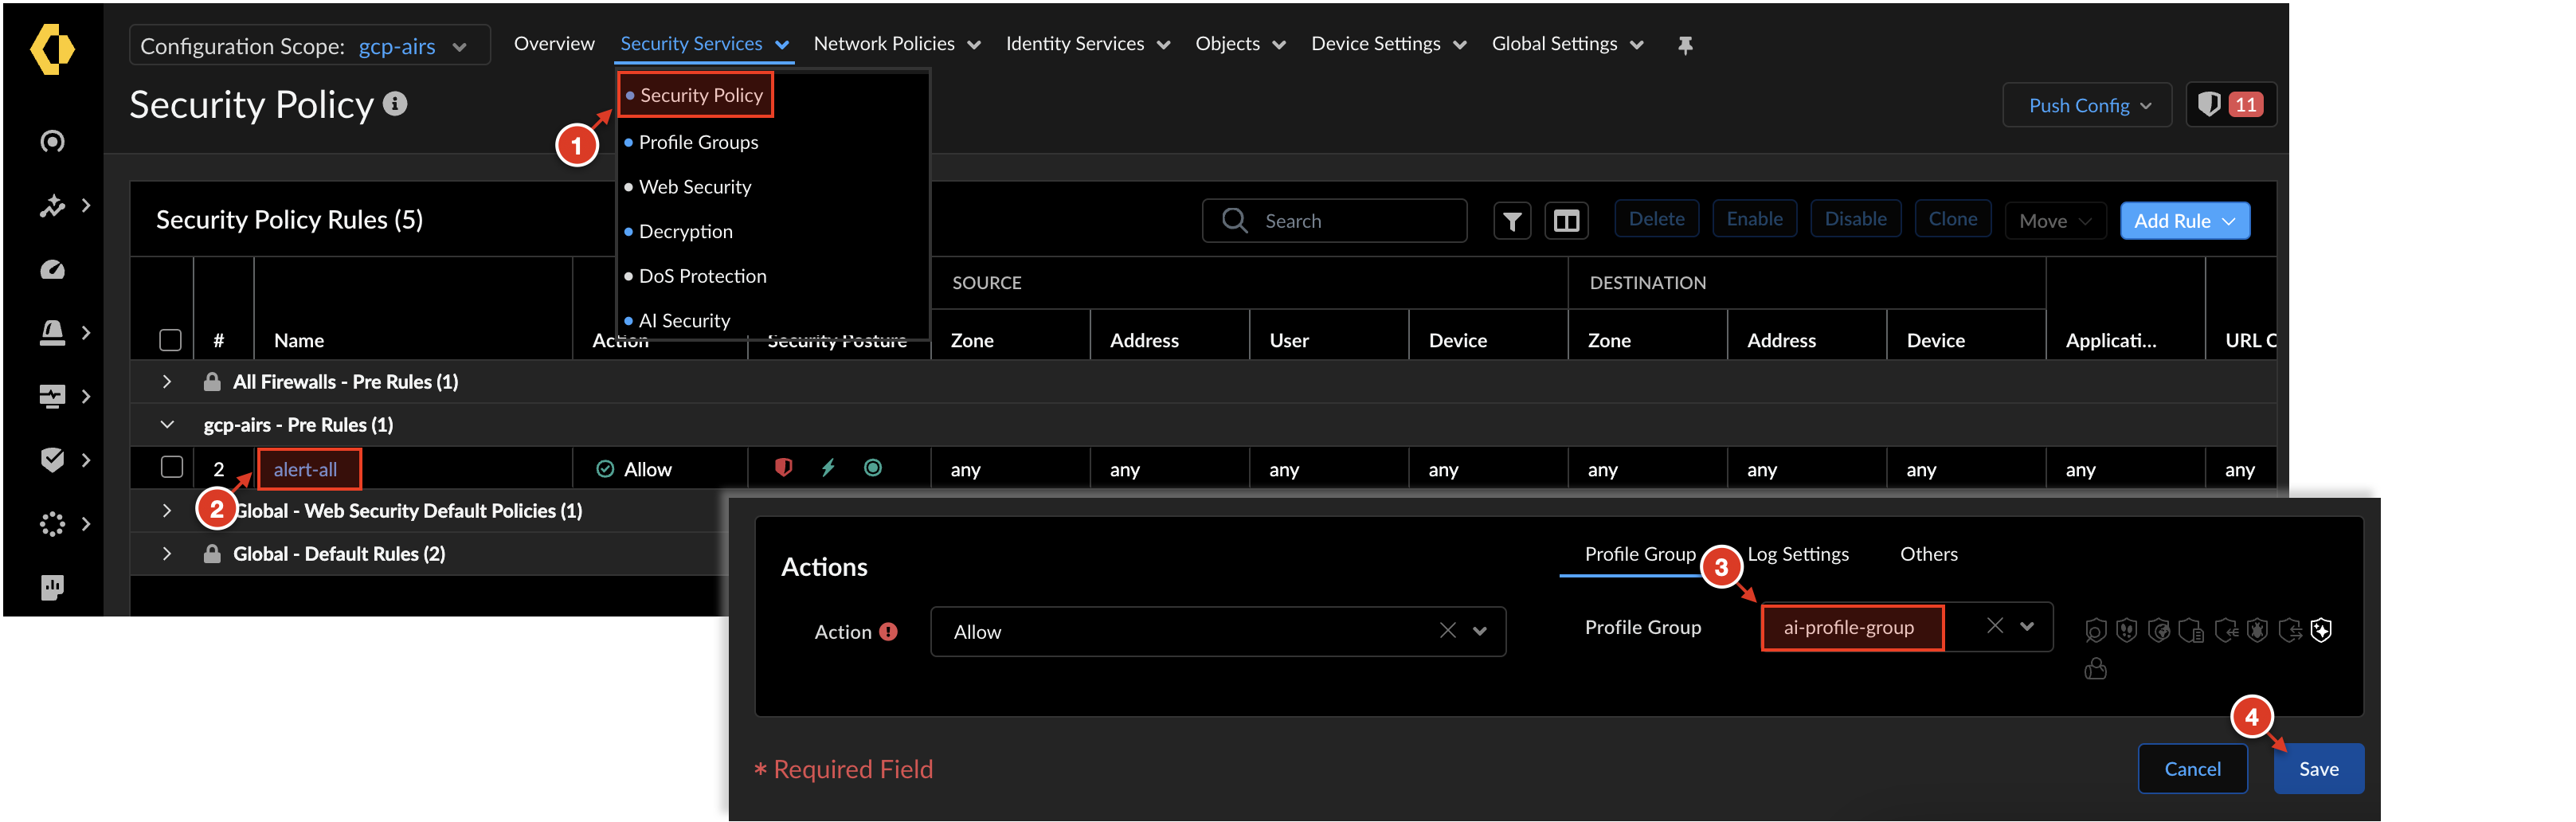 Configuration Scope: gcp-airs
Overview
Security Services
Network Policies
Identity Services
Objects
Device Settings
Global Settings
Security Policy
Push Config
11
1
Security Policy
Profile Groups
Web Security
Decryption
DoS Protection
AI Security
Security Policy Rules (5)
Search
Delete
Enable
Disable
Clone
Move
Add Rule
SOURCE
DESTINATION
#
Name
Action
Security Posture
Zone
Address
User
Device
Zone
Address
Device
Applicati...
URL C
All Firewalls - Pre Rules (1)
gcp-airs - Pre Rules (1)
2
alert-all
Allow
any
any
any
any
any
any
any
any
any
2
Global - Web Security Default Policies (1)
Global - Default Rules (2)
Actions
Profile Group
3
Log Settings
Others
Action
Allow
Profile Group
ai-profile-group
4
* Required Field
Cancel
Save